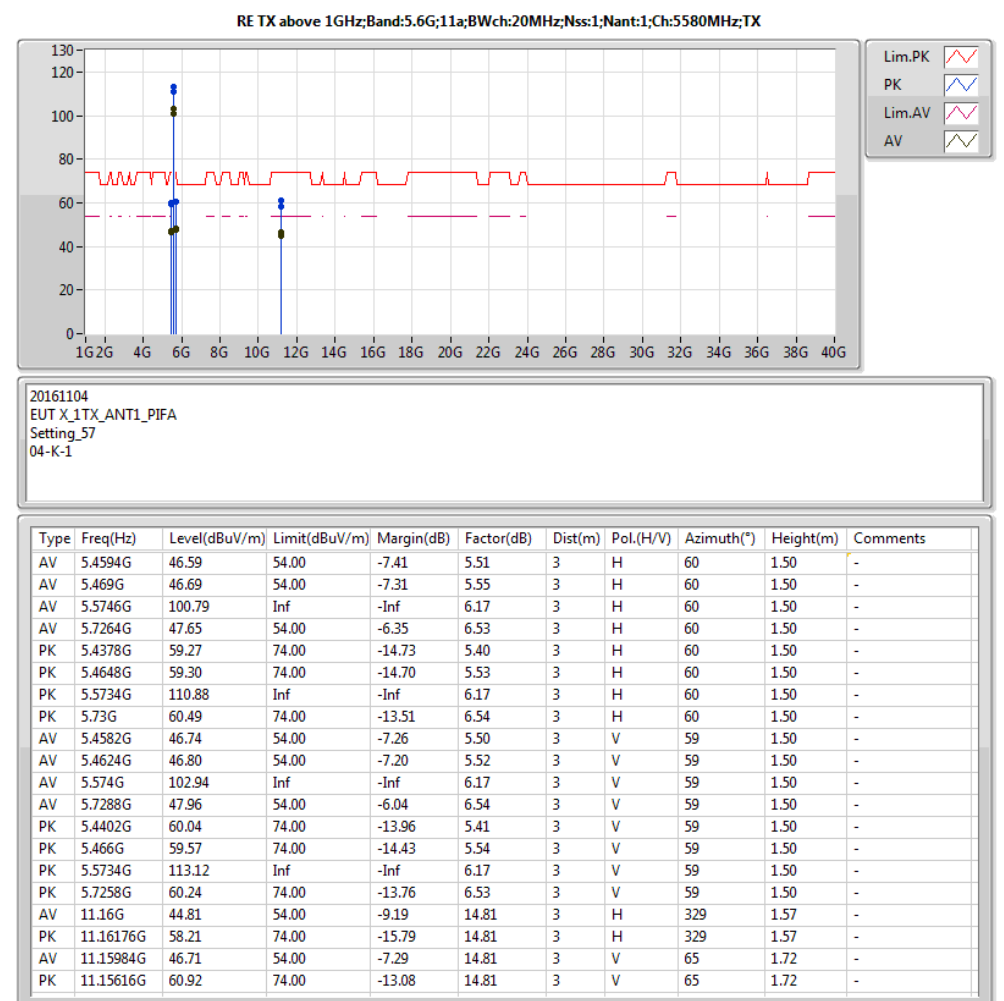 RE TX above 1GHz;Band:5.6G;11a;BWch:20MHz;Nss:1;Nant:1;Ch:5580MHz;TX
130
120
100
80
60
40
20
0
1G 2G 4G 6G 8G 10G 12G 14G 16G 18G 20G 22G 24G 26G 28G 30G 32G 34G 36G 38G 40G
Lim.PK
PK
Lim.AV
AV
20161104
EUT X_1TX_ANT1_PIFA
Setting_57
04-K-1
Type Freq(Hz) Level(dBuV/m) Limit(dBuV/m) Margin(dB) Factor(dB) Dist(m) Pol.(H/V) Azimuth(°) Height(m) Comments
AV 5.4594G 46.59 54.00 -7.41 5.51 3 H 60 1.50 -
AV 5.469G 46.69 54.00 -7.31 5.55 3 H 60 1.50 -
AV 5.5746G 100.79 Inf -Inf 6.17 3 H 60 1.50 -
AV 5.7264G 47.65 54.00 -6.35 6.53 3 H 60 1.50 -
PK 5.4378G 59.27 74.00 -14.73 5.40 3 H 60 1.50 -
PK 5.4648G 59.30 74.00 -14.70 5.53 3 H 60 1.50 -
PK 5.5734G 110.88 Inf -Inf 6.17 3 H 60 1.50 -
PK 5.73G 60.49 74.00 -13.51 6.54 3 H 60 1.50 -
AV 5.4582G 46.74 54.00 -7.26 5.50 3 V 59 1.50 -
AV 5.4624G 46.80 54.00 -7.20 5.52 3 V 59 1.50 -
AV 5.574G 102.94 Inf -Inf 6.17 3 V 59 1.50 -
AV 5.7288G 47.96 54.00 -6.04 6.54 3 V 59 1.50 -
PK 5.4402G 60.04 74.00 -13.96 5.41 3 V 59 1.50 -
PK 5.466G 59.57 74.00 -14.43 5.54 3 V 59 1.50 -
PK 5.5734G 113.12 Inf -Inf 6.17 3 V 59 1.50 -
PK 5.7258G 60.24 74.00 -13.76 6.53 3 V 59 1.50 -
AV 11.16G 44.81 54.00 -9.19 14.81 3 H 329 1.57 -
PK 11.16176G 58.21 74.00 -15.79 14.81 3 H 329 1.57 -
AV 11.15984G 46.71 54.00 -7.29 14.81 3 V 65 1.72 -
PK 11.15616G 60.92 74.00 -13.08 14.81 3 V 65 1.72 -